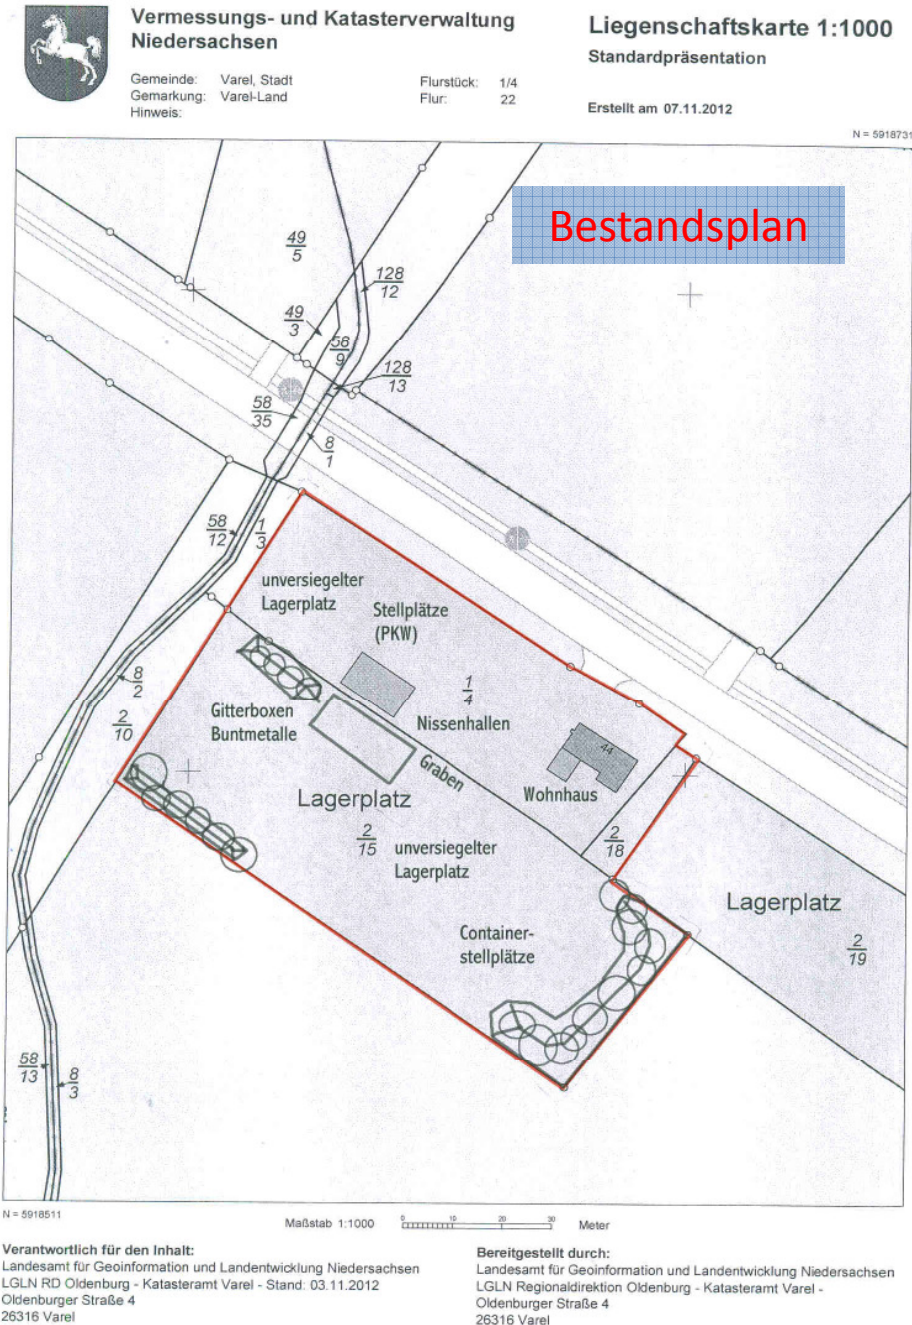 Vermessungs- und Katasterverwaltung
Niedersachsen
Gemeinde: Varel, Stadt
Gemarkung: Varel-Land
Hinweis:
Flurstück: 1/4
Flur: 22
Liegenschaftskarte 1:1000
Standardpräsentation
Erstellt am 07.11.2012
N = 5918731
Bestandsplan
49
5
128
12
49
3
58
9
128
13
58
35
8
1
58
12
1
3
unversiegelter
Lagerplatz
Stellplätze
(PKW)
8
2
1
4
2
10
Gitterboxen
Buntmetalle
Nissenhallen
44
Graben
Wohnhaus
Lagerplatz
2
15
unversiegelter
Lagerplatz
2
18
Lagerplatz
2
19
Container-
stellplätze
58
13
8
3
N = 5918511
Maßstab 1:1000
0 10 20 30
Meter
Verantwortlich für den Inhalt:
Landesamt für Geoinformation und Landentwicklung Niedersachsen
LGLN RD Oldenburg - Katasteramt Varel - Stand: 03.11.2012
Oldenburger Straße 4
26316 Varel
Bereitgestellt durch:
Landesamt für Geoinformation und Landentwicklung Niedersachsen
LGLN Regionaldirektion Oldenburg - Katasteramt Varel -
Oldenburger Straße 4
26316 Varel